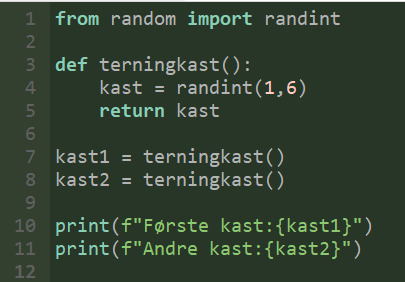 1 from random import randint
2
3 def terningkast():
4     kast = randint(1,6)
5     return kast
6
7 kast1 = terningkast()
8 kast2 = terningkast()
9
10 print(f"Første kast:{kast1}")
11 print(f"Andre kast:{kast2}")
12